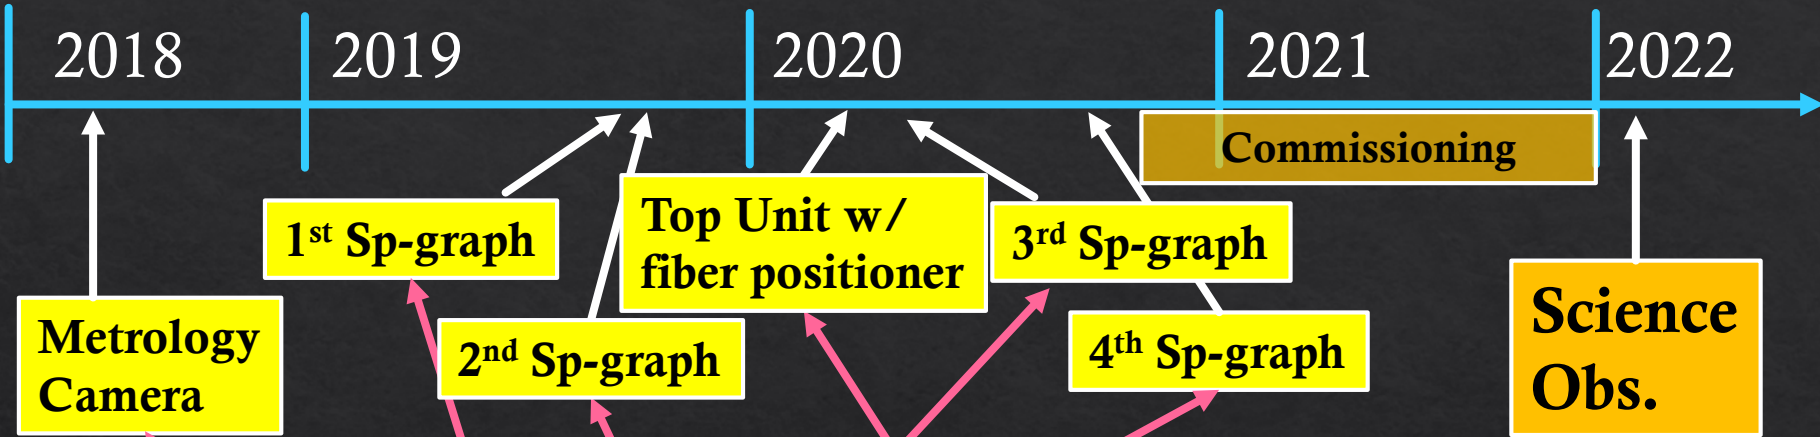 2018
2019
2020
2021
2022
Commissioning
1st Sp-graph
Top Unit w/
fiber positioner
3rd Sp-graph
Metrology
Camera
2nd Sp-graph
4th Sp-graph
Science
Obs.